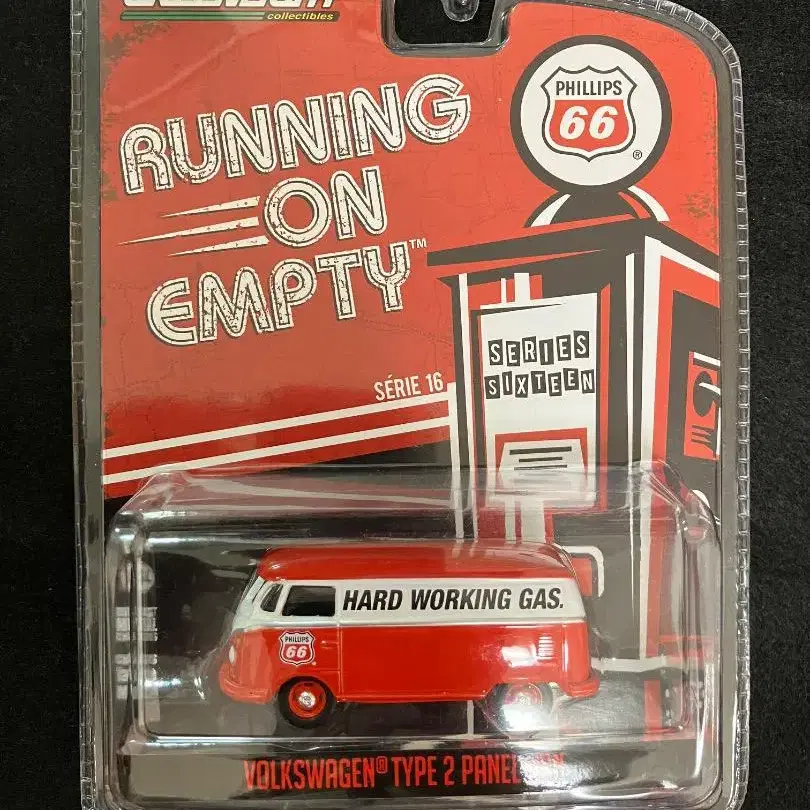 collectibles
RUNNING
ON
EMPTY™
PHILLIPS
66®
SERIES
SIXTEEN
SÉRIE 16
HARD WORKING GAS.
PHILLIPS
66
VOLKSWAGEN® TYPE 2 PANEL